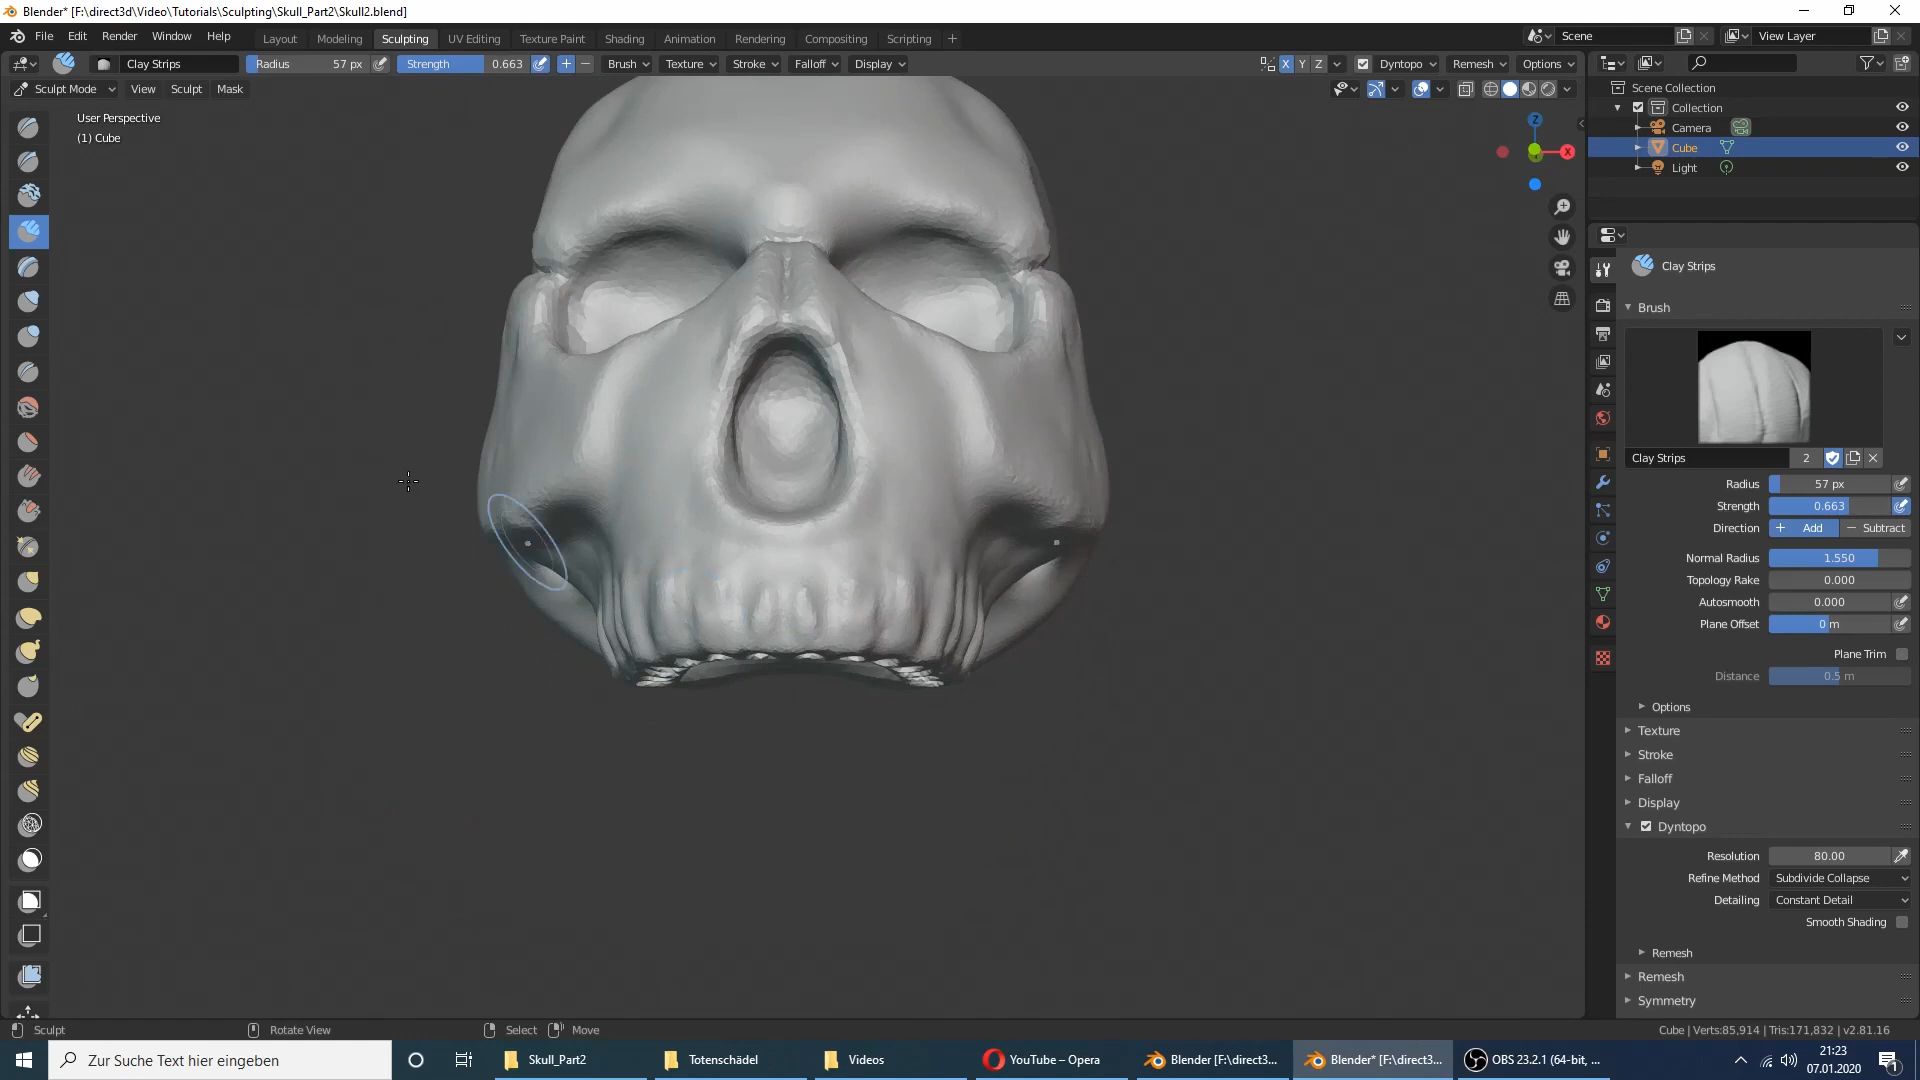 Blender* [F:\direct3d\Video\Tutorials\Sculpting\Skull_Part2\Skull2.blend]
File Edit Render Window Help Layout Modeling Sculpting UV Editing Texture Paint Shading Animation Rendering Compositing Scripting + Scene View Layer
Clay Strips Radius 57 px Strength 0.663 + − Brush Texture Stroke Falloff Display X Y Z Dyntopo Remesh Options
Sculpt Mode View Sculpt Mask
User Perspective
(1) Cube
Z
X
Scene Collection
Collection
Camera
Cube
Light
Clay Strips
Brush
Clay Strips 2
Radius 57 px
Strength 0.663
Direction + Add − Subtract
Normal Radius 1.550
Topology Rake 0.000
Autosmooth 0.000
Plane Offset 0 m
Plane Trim
Distance 0.5 m
Options
Texture
Stroke
Falloff
Display
Dyntopo
Resolution 80.00
Refine Method Subdivide Collapse
Detailing Constant Detail
Smooth Shading
Remesh
Remesh
Symmetry
Sculpt Rotate View Select Move Cube | Verts:85,914 | Tris:171,832 | v2.81.16
Zur Suche Text hier eingeben Skull_Part2 Totenschädel Videos YouTube – Opera Blender [F:\direct3... Blender* [F:\direct3... OBS 23.2.1 (64-bit, ...
21:23
07.01.2020
1